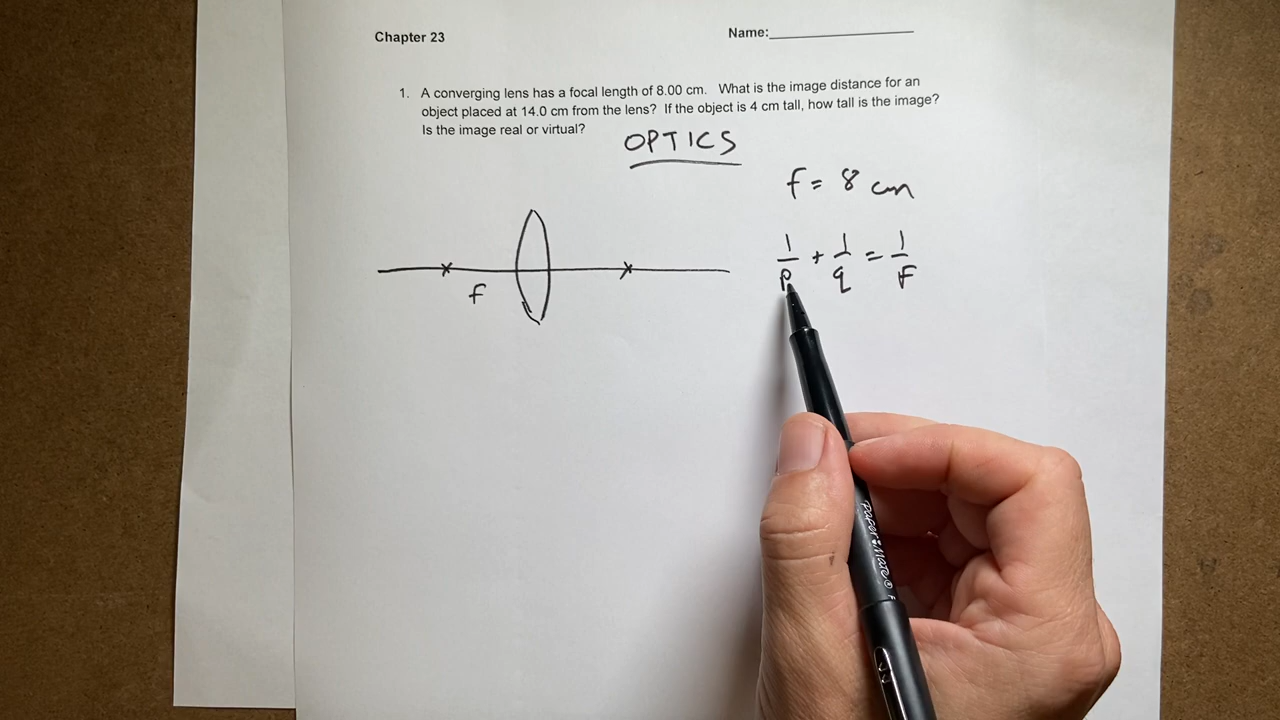 Chapter 23
Name:
1. A converging lens has a focal length of 8.00 cm. What is the image distance for an
object placed at 14.0 cm from the lens? If the object is 4 cm tall, how tall is the image?
Is the image real or virtual?
OPTICS
f = 8 cm
1/p + 1/q = 1/F
f
PAPER:MATE®